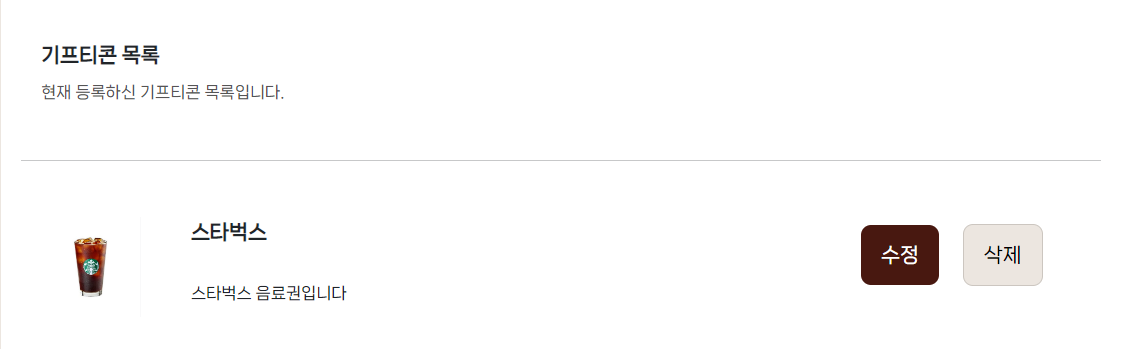 기프티콘 목록
현재 등록하신 기프티콘 목록입니다.
스타벅스
스타벅스 음료권입니다
수정
삭제